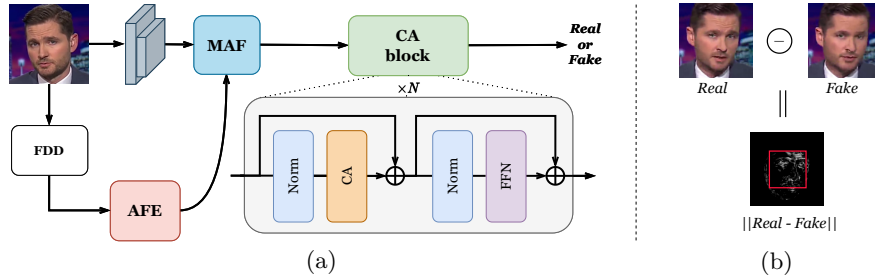 MAF
CA
block
Real
or
Fake
×N
FDD
AFE
Norm
CA
Norm
FFN
(a)
−
Real
Fake
||
||Real - Fake||
(b)